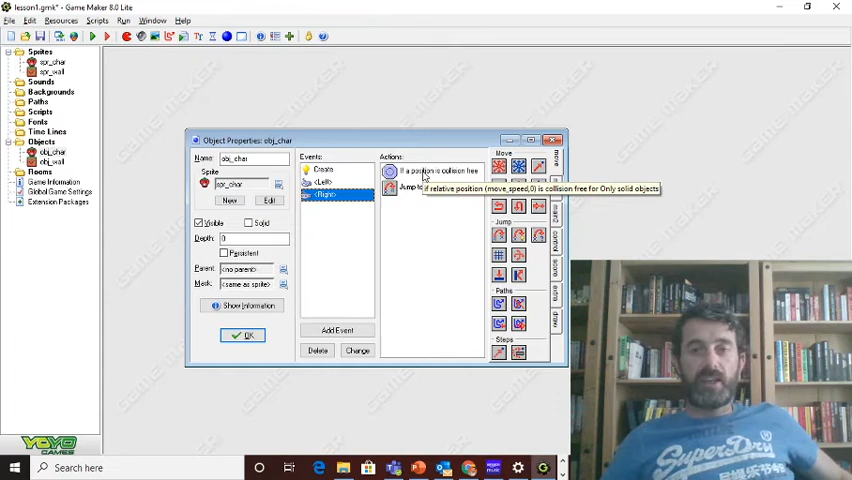 lesson1.gmk* - Game Maker 8.0 Lite
File Edit Resources Scripts Run Window Help
Sprites
spr_char
spr_wall
Sounds
Backgrounds
Paths
Scripts
Fonts
Time Lines
Objects
obj_char
obj_wall
Rooms
Game Information
Global Game Settings
Extension Packages
YOYO
GAMES
Object Properties: obj_char
Name: obj_char
Sprite
spr_char
New Edit
Visible Solid
Depth: 0
Persistent
Parent: <no parent>
Mask: <same as sprite>
Show Information
OK
Events:
Create
<Left>
<Right>
Add Event
Delete Change
Actions:
If a position is collision free
Jump to
if relative position (move_speed,0) is collision free for Only solid objects
Move
Jump
Paths
Steps
move
main2
control
score
extra
draw
GAME MAKER
SuperDry
Search here